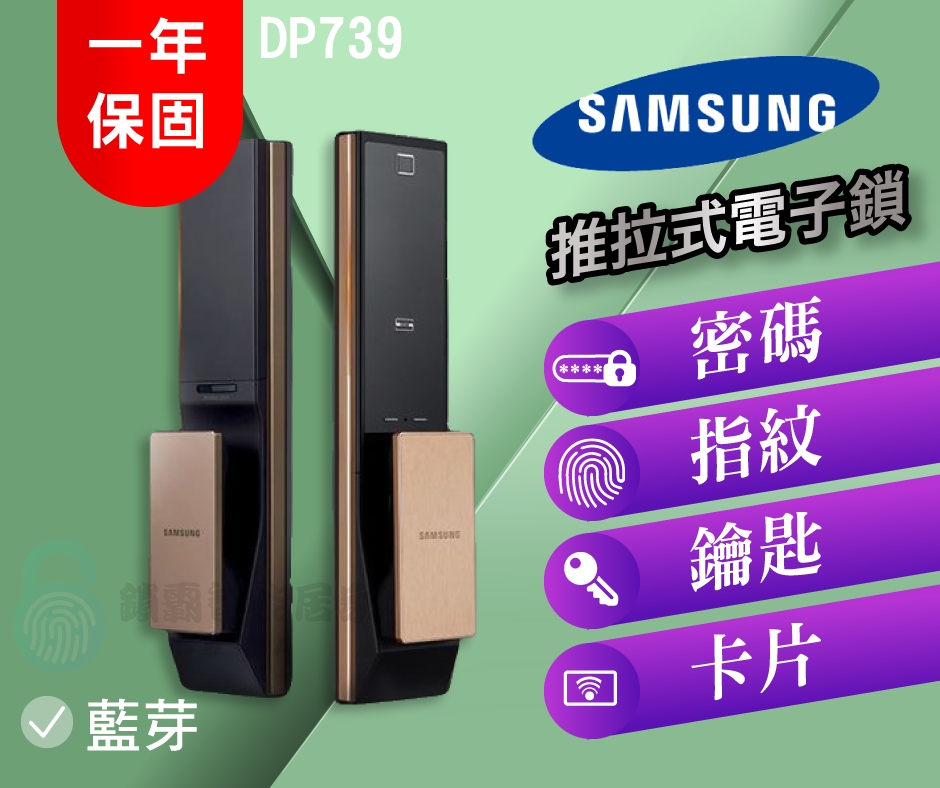 一年
保固
DP739
SAMSUNG
推拉式電子鎖
****
密碼
指紋
鑰匙
卡片
SAMSUNG
SAMSUNG
藍芽